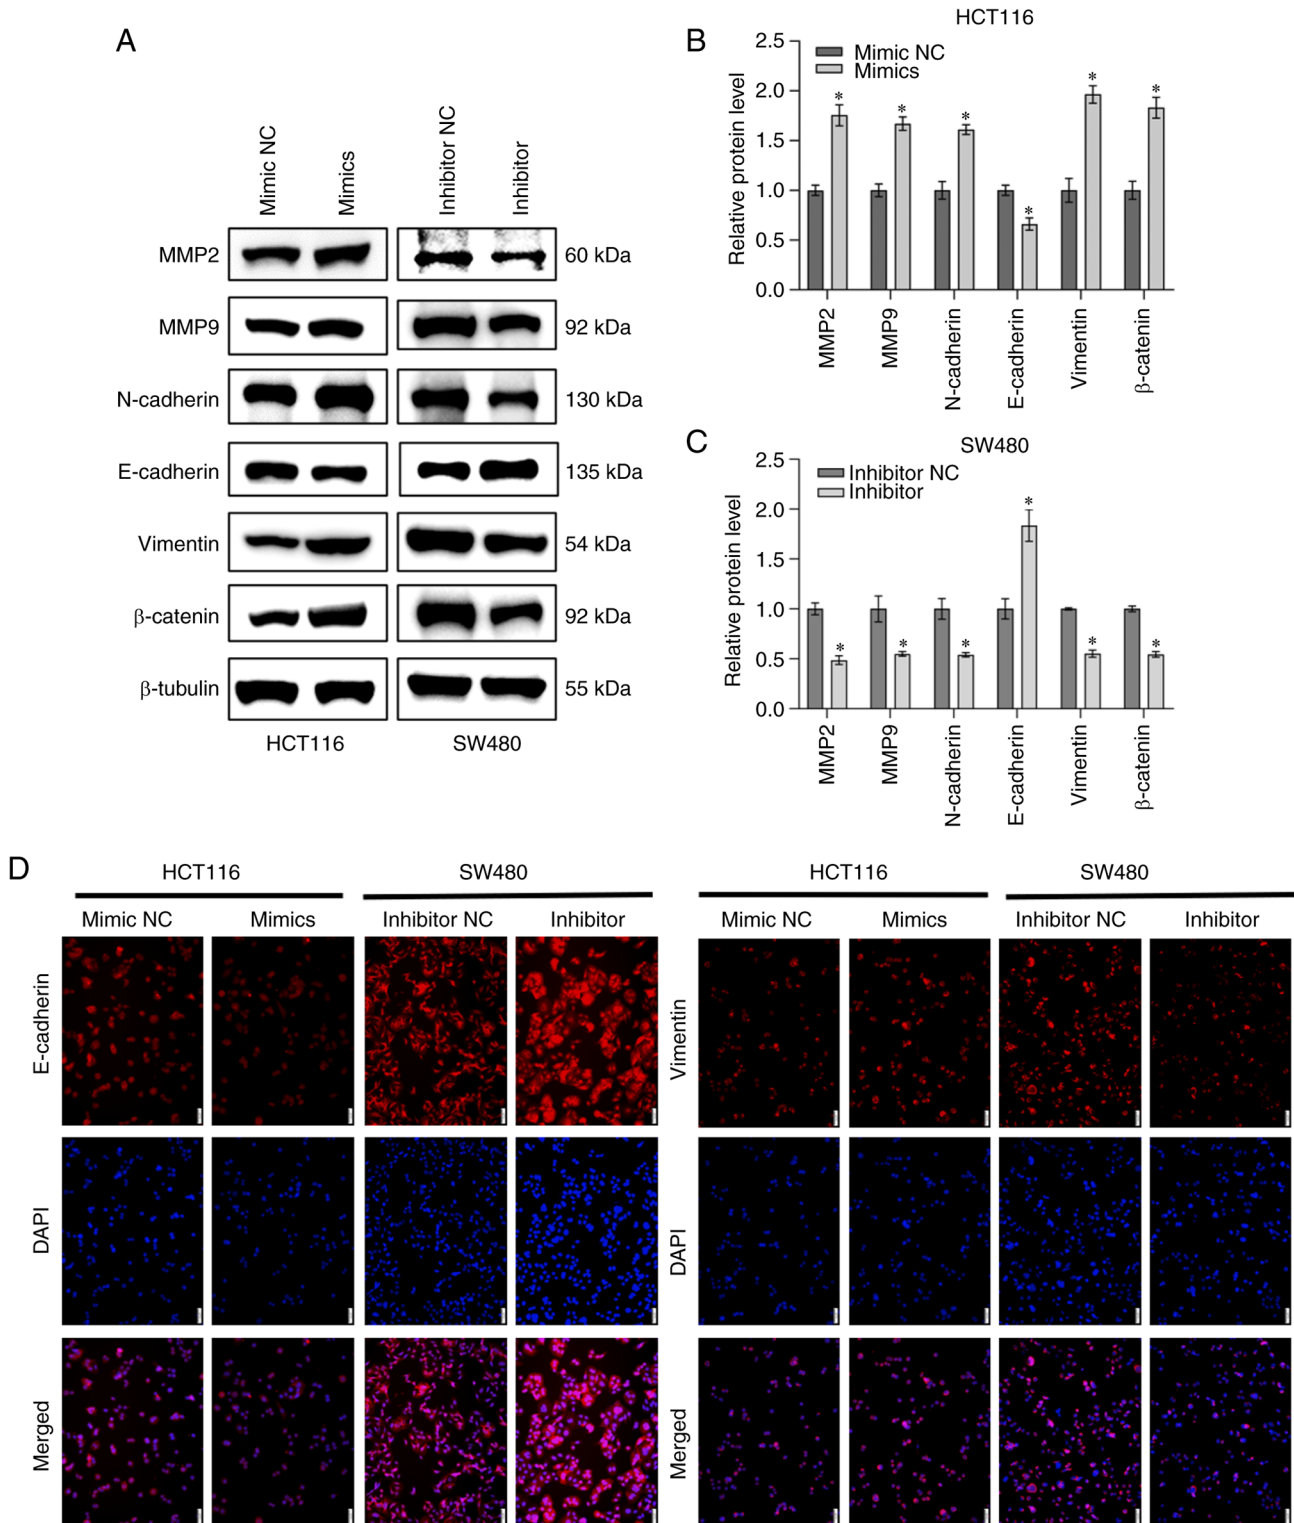 A
Mimic NC
Mimics
Inhibitor NC
Inhibitor
MMP2
60 kDa
MMP9
92 kDa
N-cadherin
130 kDa
E-cadherin
135 kDa
Vimentin
54 kDa
β-catenin
92 kDa
β-tubulin
55 kDa
HCT116
SW480
B
HCT116
Mimic NC
Mimics
Relative protein level
2.5
2.0
1.5
1.0
0.5
0.0
* * * * * *
MMP2
MMP9
N-cadherin
E-cadherin
Vimentin
β-catenin
C
SW480
Inhibitor NC
Inhibitor
Relative protein level
2.5
2.0
1.5
1.0
0.5
0.0
* * * * * *
MMP2
MMP9
N-cadherin
E-cadherin
Vimentin
β-catenin
D
HCT116 SW480
Mimic NC Mimics Inhibitor NC Inhibitor
E-cadherin
DAPI
Merged
HCT116 SW480
Mimic NC Mimics Inhibitor NC Inhibitor
Vimentin
DAPI
Merged